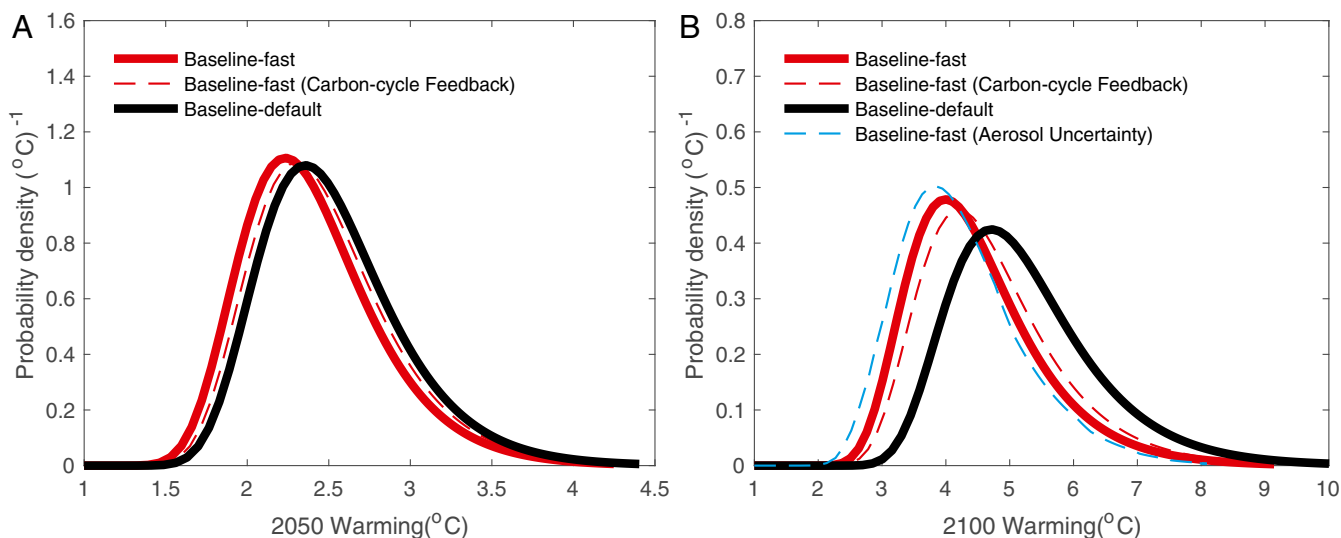 A
1.6
1.4
1.2
1
0.8
0.6
0.4
0.2
0
Probability density (°C)⁻¹
Baseline-fast
Baseline-fast (Carbon-cycle Feedback)
Baseline-default
1 1.5 2 2.5 3 3.5 4 4.5
2050 Warming(°C)
B
0.8
0.7
0.6
0.5
0.4
0.3
0.2
0.1
0
Probability density (°C)⁻¹
Baseline-fast
Baseline-fast (Carbon-cycle Feedback)
Baseline-default
Baseline-fast (Aerosol Uncertainty)
1 2 3 4 5 6 7 8 9 10
2100 Warming(°C)